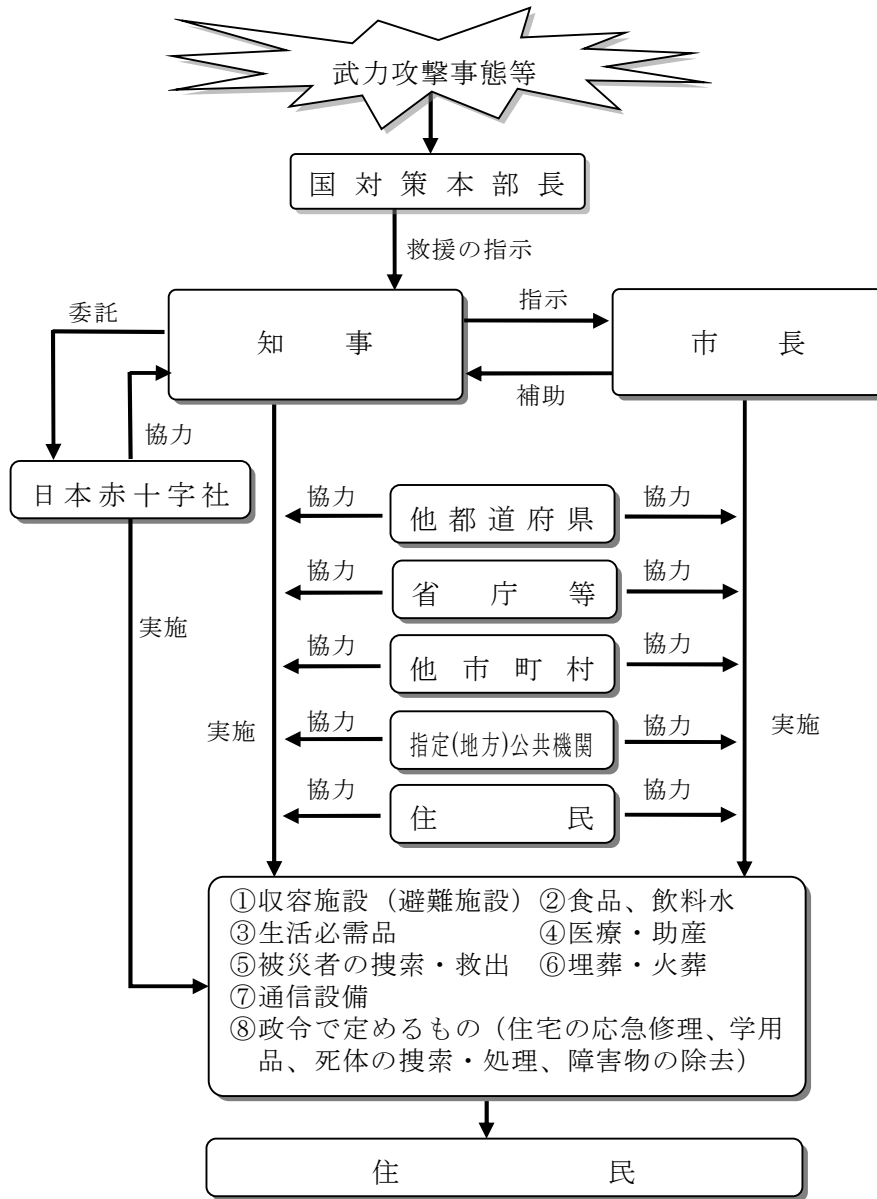 武力攻撃事態等
国対策本部長
救援の指示
委託
知事
指示
市長
補助
協力
日本赤十字社
協力
他都道府県
協力
協力
省庁等
協力
実施
協力
他市町村
協力
実施
協力
指定(地方)公共機関
協力
実施
協力
住民
協力
①収容施設（避難施設）②食品、飲料水
③生活必需品 ④医療・助産
⑤被災者の捜索・救出 ⑥埋葬・火葬
⑦通信設備
⑧政令で定めるもの（住宅の応急修理、学用
品、死体の捜索・処理、障害物の除去）
住民